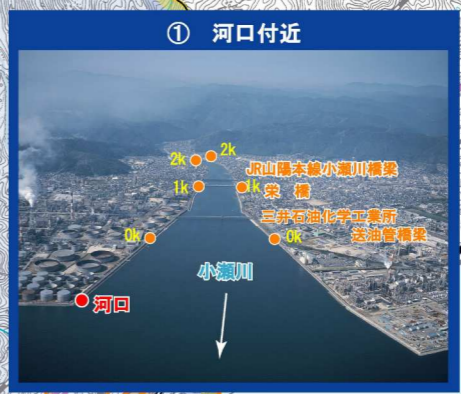 ① 河口付近
2k
2k
JR山陽本線小瀬川橋梁
1k
1k
栄 橋
三井石油化学工業所
送油管橋梁
0k
0k
小瀬川
河口